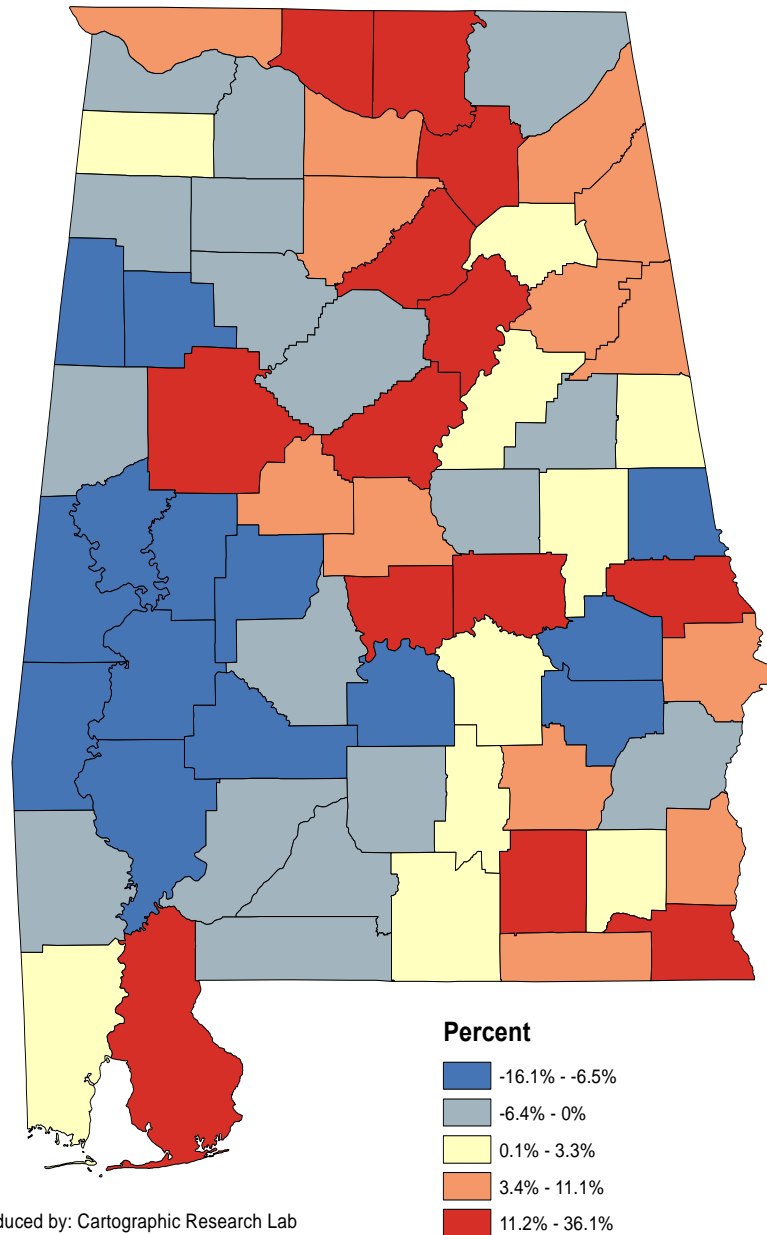 Percent
-16.1% - -6.5%
-6.4% - 0%
0.1% - 3.3%
3.4% - 11.1%
11.2% - 36.1%
duced by: Cartographic Research Lab